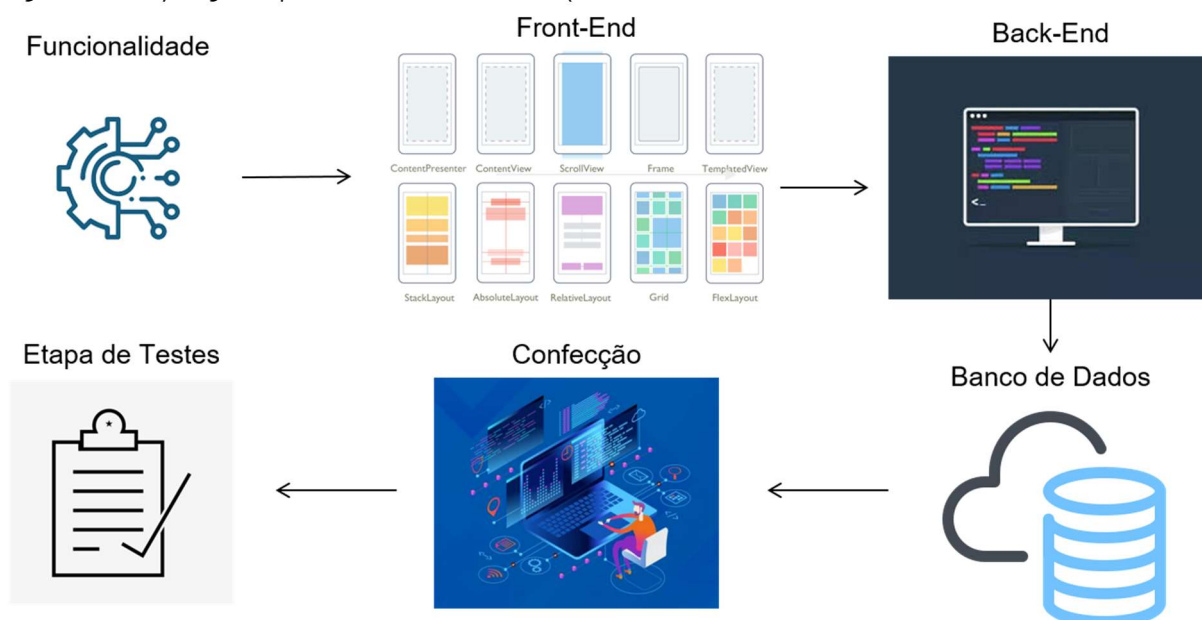 Funcionalidade
Front-End
Back-End
ContentPresenter ContentView ScrollView Frame TemplatedView
StackLayout AbsoluteLayout RelativeLayout Grid FlexLayout
Etapa de Testes
Confecção
Banco de Dados